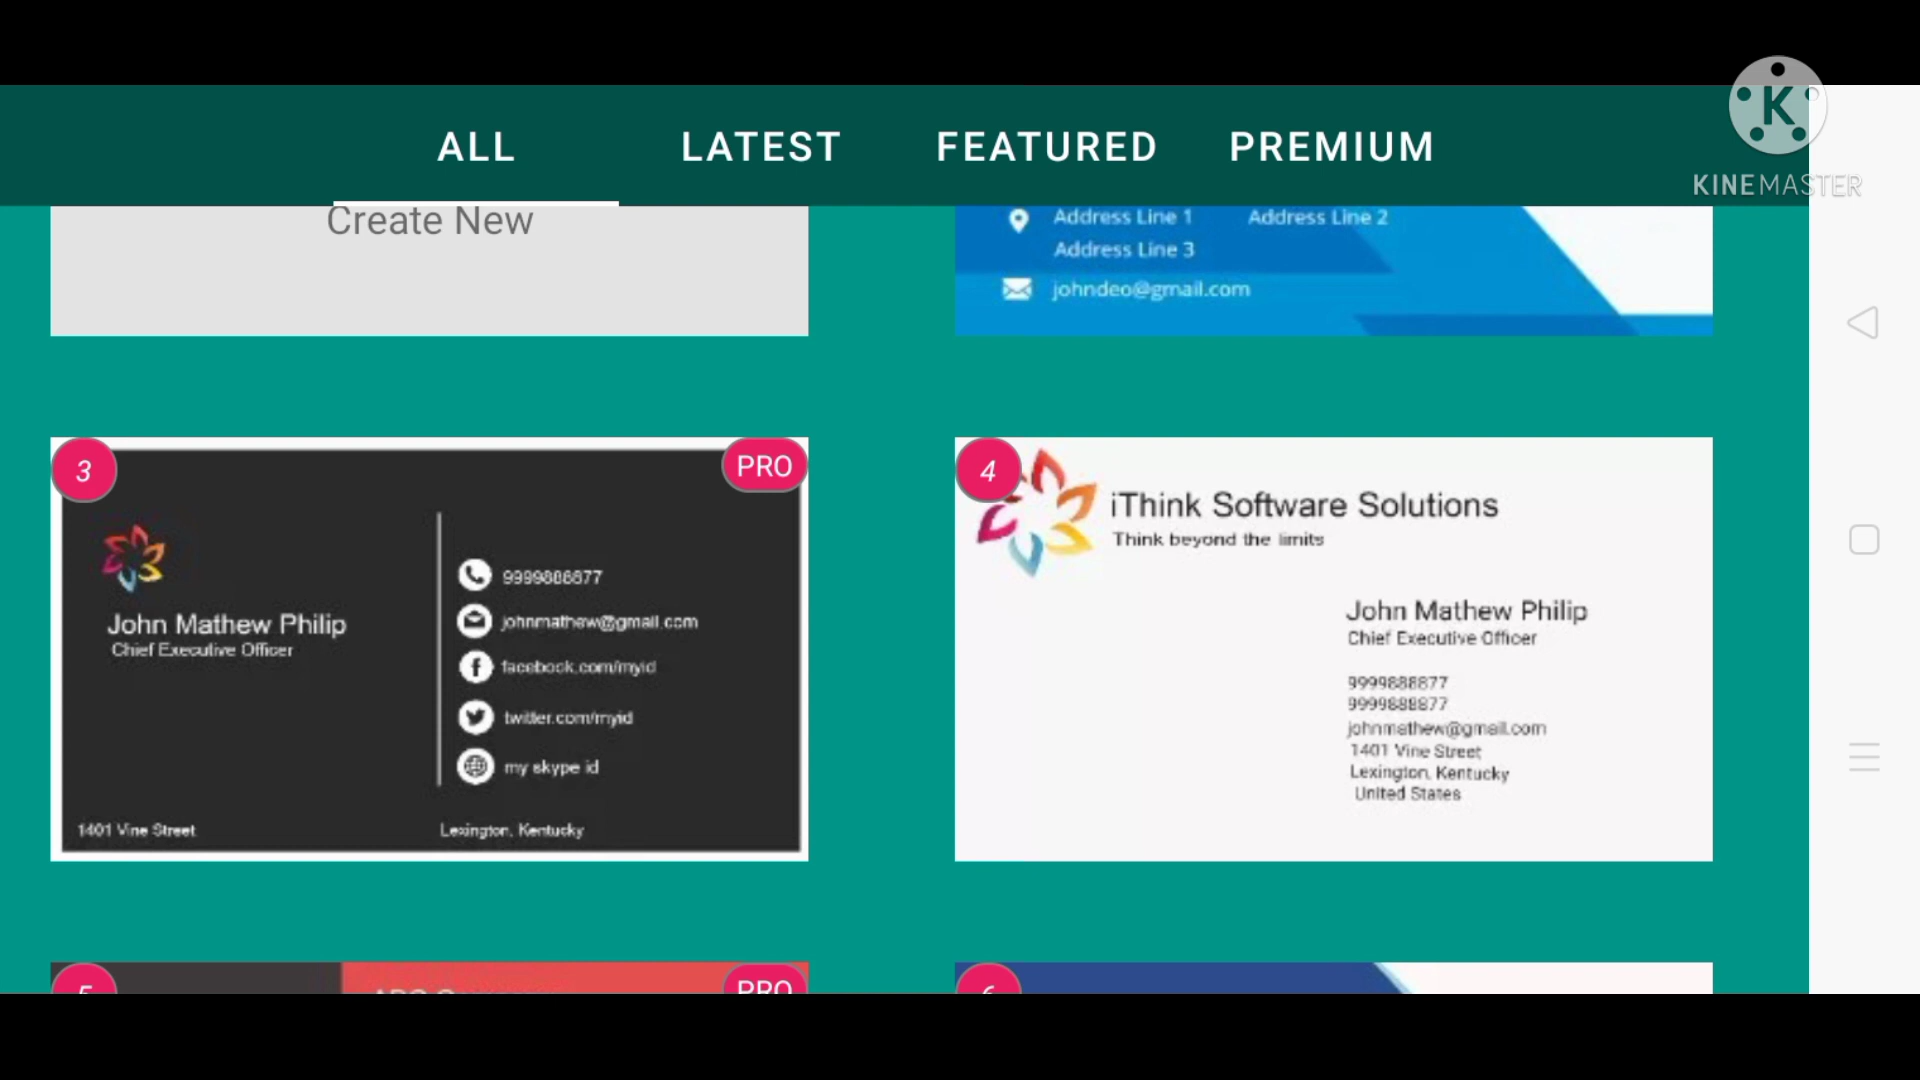 ALL LATEST FEATURED PREMIUM
K
KINEMASTER
Create New
Address Line 1 Address Line 2
Address Line 3
johndeo@gmail.com
3
PRO
John Mathew Philip
Chief Executive Officer
9999888877
johnmathew@gmail.com
facebook.com/myid
twitter.com/myid
my skype id
1401 Vine Street
Lexington, Kentucky
4
iThink Software Solutions
Think beyond the limits
John Mathew Philip
Chief Executive Officer
9999888877
9999888877
johnmathew@gmail.com
1401 Vine Street
Lexington, Kentucky
United States
5
PRO
6